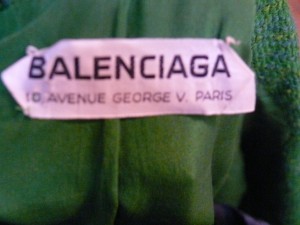 BALENCIAGA
10, AVENUE GEORGE V. PARIS